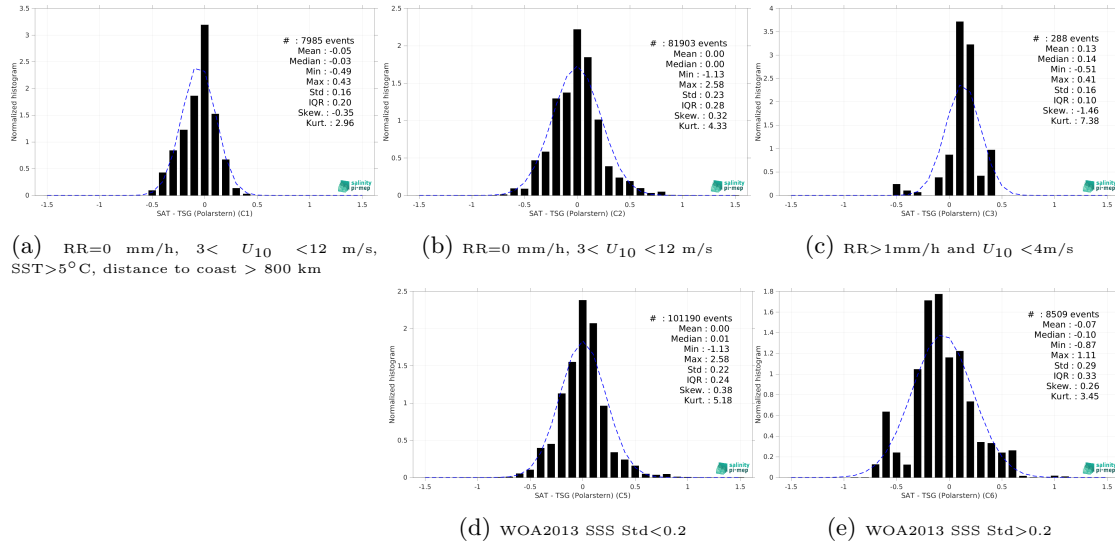 3.5
3
2.5
2
1.5
1
0.5
0
Normalized histogram
# : 7985 events
Mean : -0.05
Median : -0.03
Min : -0.49
Max : 0.43
Std : 0.16
IQR : 0.20
Skew. : -0.35
Kurt. : 2.96
salinity
pi-mep
-1.5 -1 -0.5 0 0.5 1 1.5
SAT - TSG (Polarstern) (C1)
(a) RR=0 mm/h, 3< U10 <12 m/s,
SST>5°C, distance to coast > 800 km
2.5
2
1.5
1
0.5
0
Normalized histogram
# : 81903 events
Mean : 0.00
Median : 0.00
Min : -1.13
Max : 2.58
Std : 0.23
IQR : 0.28
Skew. : 0.32
Kurt. : 4.33
salinity
pi-mep
-1.5 -1 -0.5 0 0.5 1 1.5
SAT - TSG (Polarstern) (C2)
(b) RR=0 mm/h, 3< U10 <12 m/s
4
3.5
3
2.5
2
1.5
1
0.5
0
Normalized histogram
# : 288 events
Mean : 0.13
Median : 0.14
Min : -0.51
Max : 0.41
Std : 0.16
IQR : 0.10
Skew. : -1.46
Kurt. : 7.38
salinity
pi-mep
-1.5 -1 -0.5 0 0.5 1 1.5
SAT - TSG (Polarstern) (C3)
(c) RR>1mm/h and U10 <4m/s
2.5
2
1.5
1
0.5
0
Normalized histogram
# : 101190 events
Mean : 0.00
Median : 0.01
Min : -1.13
Max : 2.58
Std : 0.22
IQR : 0.24
Skew. : 0.38
Kurt. : 5.18
salinity
pi-mep
-1.5 -1 -0.5 0 0.5 1 1.5
SAT - TSG (Polarstern) (C5)
(d) WOA2013 SSS Std<0.2
1.8
1.6
1.4
1.2
1
0.8
0.6
0.4
0.2
0
Normalized histogram
# : 8509 events
Mean : -0.07
Median : -0.10
Min : -0.87
Max : 1.11
Std : 0.29
IQR : 0.33
Skew. : 0.26
Kurt. : 3.45
salinity
pi-mep
-1.5 -1 -0.5 0 0.5 1 1.5
SAT - TSG (Polarstern) (C6)
(e) WOA2013 SSS Std>0.2